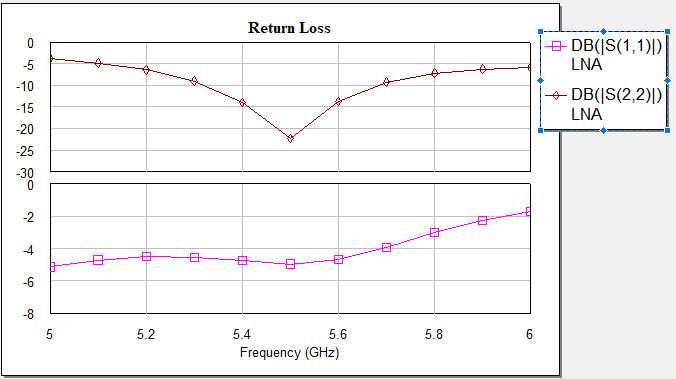 Return Loss
0
-5
-10
-15
-20
-25
-30
0
-2
-4
-6
-8
5 5.2 5.4 5.6 5.8 6
Frequency (GHz)
DB(|S(1,1)|)
LNA
DB(|S(2,2)|)
LNA